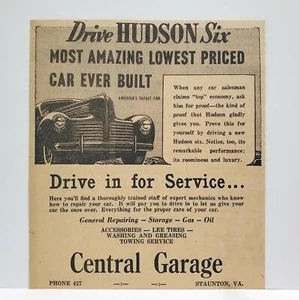 Drive HUDSON Six
MOST AMAZING LOWEST PRICED
CAR EVER BUILT
AMERICA'S SAFEST CAR
When any car salesman
claims "top" economy, ask
him for proof—the kind of
proof that Hudson gladly
gives you. Prove this for
yourself by driving a new
Hudson six. Notice, too, its
remarkable performance;
its roominess and luxury.
Drive in for Service...
Here you'll find a thoroughly trained staff of expert mechanics who know
how to repair your car. It will pay you to drive in to let us give your
car the once over. Everything for the proper care of your car.
General Repairing - Storage - Gas - Oil
ACCESSORIES — LEE TIRES —
WASHING AND GREASING
TOWING SERVICE
Central Garage
PHONE 427 —:— —:— STAUNTON, VA.